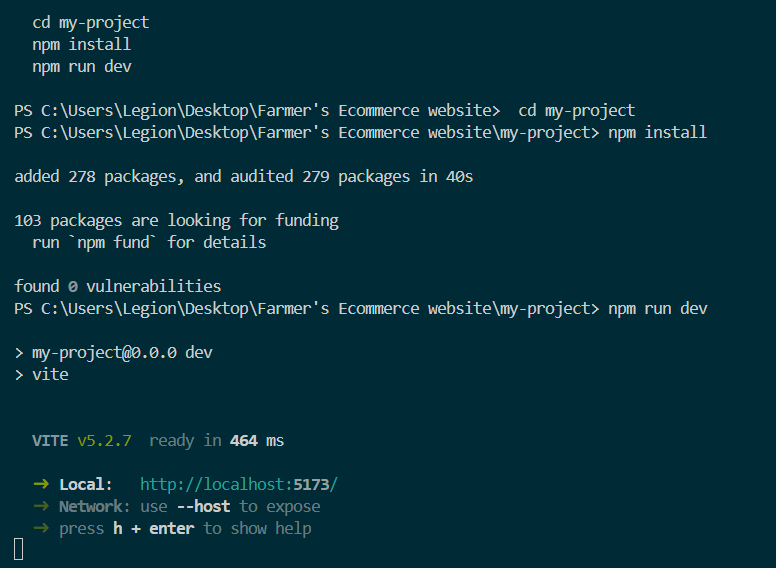 cd my-project
npm install
npm run dev
PS C:\Users\Legion\Desktop\Farmer's Ecommerce website>  cd my-project
PS C:\Users\Legion\Desktop\Farmer's Ecommerce website\my-project> npm install
added 278 packages, and audited 279 packages in 40s
103 packages are looking for funding
run `npm fund` for details
found 0 vulnerabilities
PS C:\Users\Legion\Desktop\Farmer's Ecommerce website\my-project> npm run dev
> my-project@0.0.0 dev
> vite
VITE v5.2.7  ready in 464 ms
➜ Local:   http://localhost:5173/
➜ Network: use --host to expose
➜ press h + enter to show help